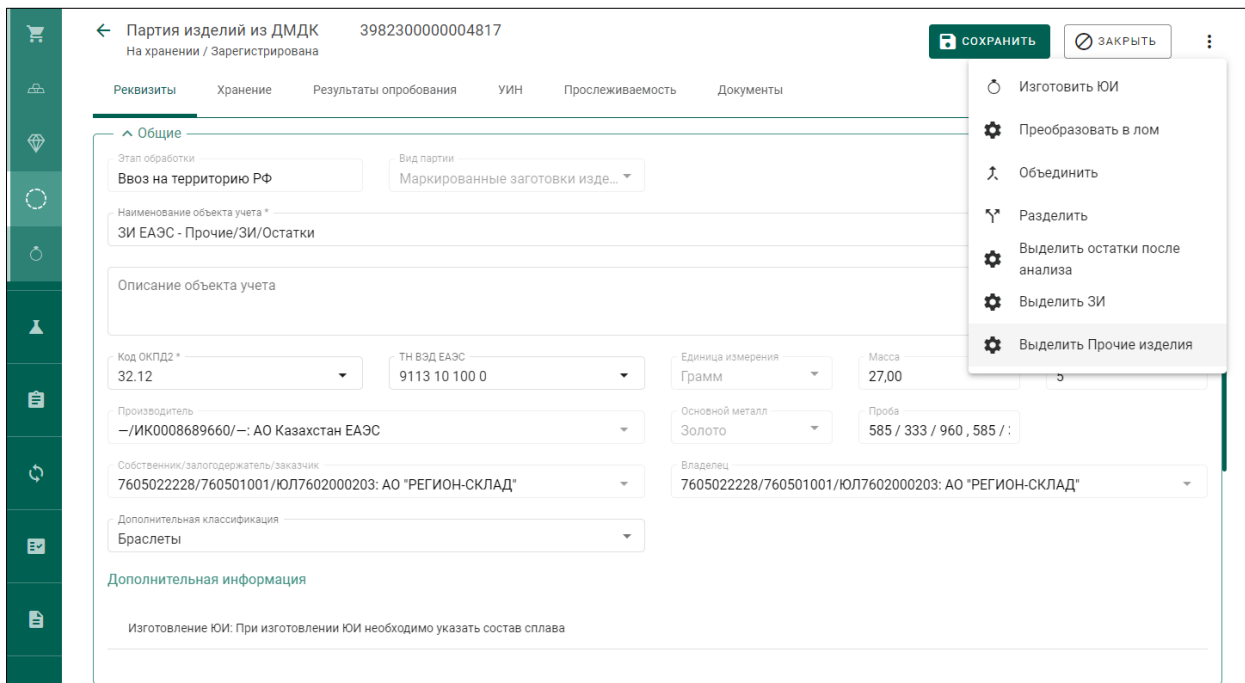 Партия изделий из ДМДК 3982300000004817
На хранении / Зарегистрирована
СОХРАНИТЬ
ЗАКРЫТЬ
Реквизиты Хранение Результаты опробования УИН Прослеживаемость Документы
Изготовить ЮИ
Преобразовать в лом
Объединить
Разделить
Выделить остатки после
анализа
Выделить ЗИ
Выделить Прочие изделия
Общие
Этап обработки
Ввоз на территорию РФ
Вид партии
Маркированные заготовки изде...
Наименование объекта учета *
ЗИ ЕАЭС - Прочие/ЗИ/Остатки
Описание объекта учета
Код ОКПД2 *
32.12
ТН ВЭД ЕАЭС
9113 10 100 0
Единица измерения
Грамм
Масса
27,00
5
Производитель
—/ИК0008689660/—: АО Казахстан ЕАЭС
Основной металл
Золото
Проба
585 / 333 / 960 , 585 /
Собственник/залогодержатель/заказчик
7605022228/760501001/ЮЛ7602000203: АО "РЕГИОН-СКЛАД"
Владелец
7605022228/760501001/ЮЛ7602000203: АО "РЕГИОН-СКЛАД"
Дополнительная классификация
Браслеты
Дополнительная информация
Изготовление ЮИ: При изготовлении ЮИ необходимо указать состав сплава